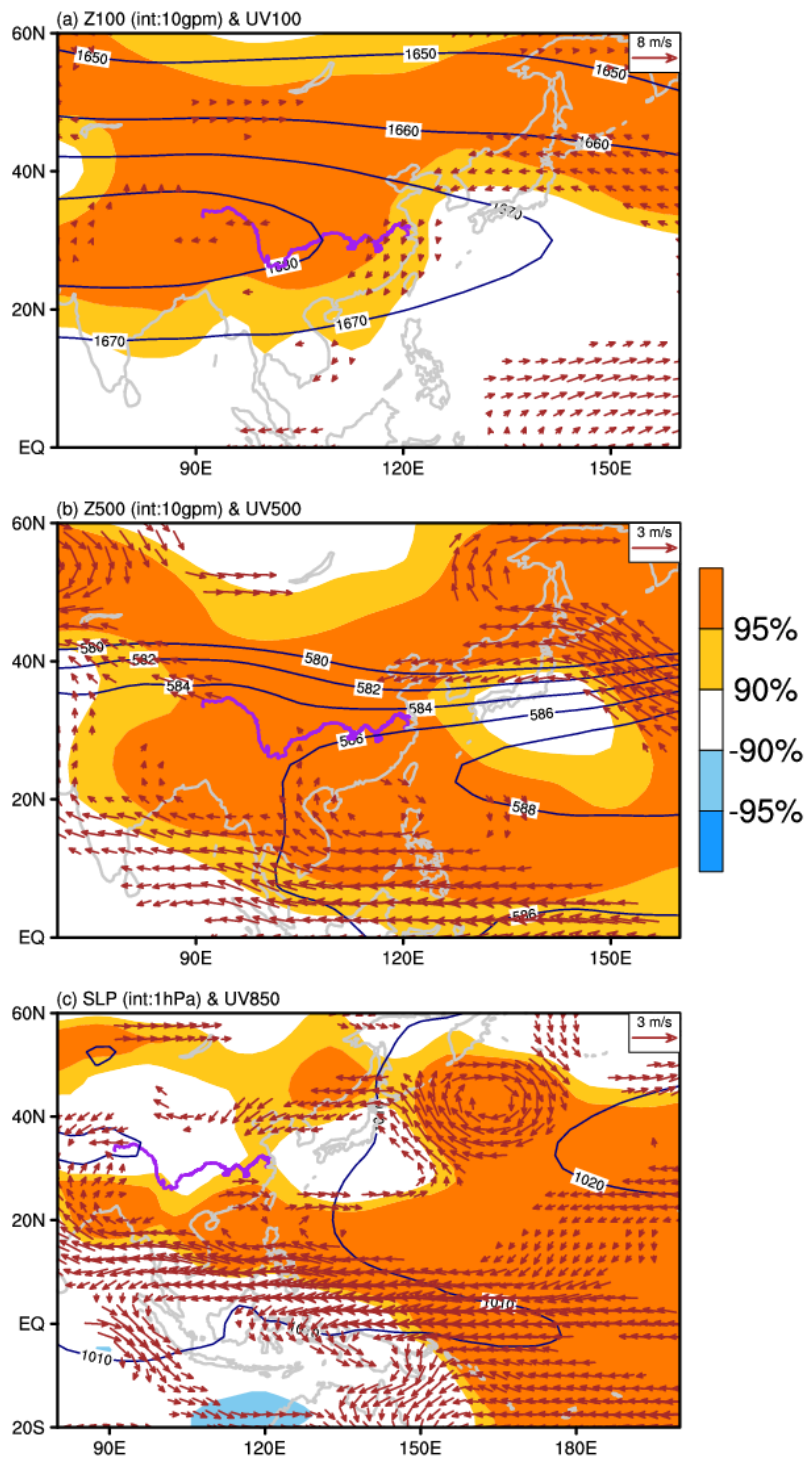 (a) Z100 (int:10gpm) & UV100
8 m/s
60N
40N
20N
EQ
1650
1650
1650
1660
1660
1670
1680
1670
1670
90E
120E
150E
(b) Z500 (int:10gpm) & UV500
3 m/s
60N
40N
20N
EQ
580
580
582
582
584
584
586
586
588
586
90E
120E
150E
95%
90%
-90%
-95%
(c) SLP (int:1hPa) & UV850
3 m/s
60N
40N
20N
EQ
20S
1020
1010
1010
90E
120E
150E
180E